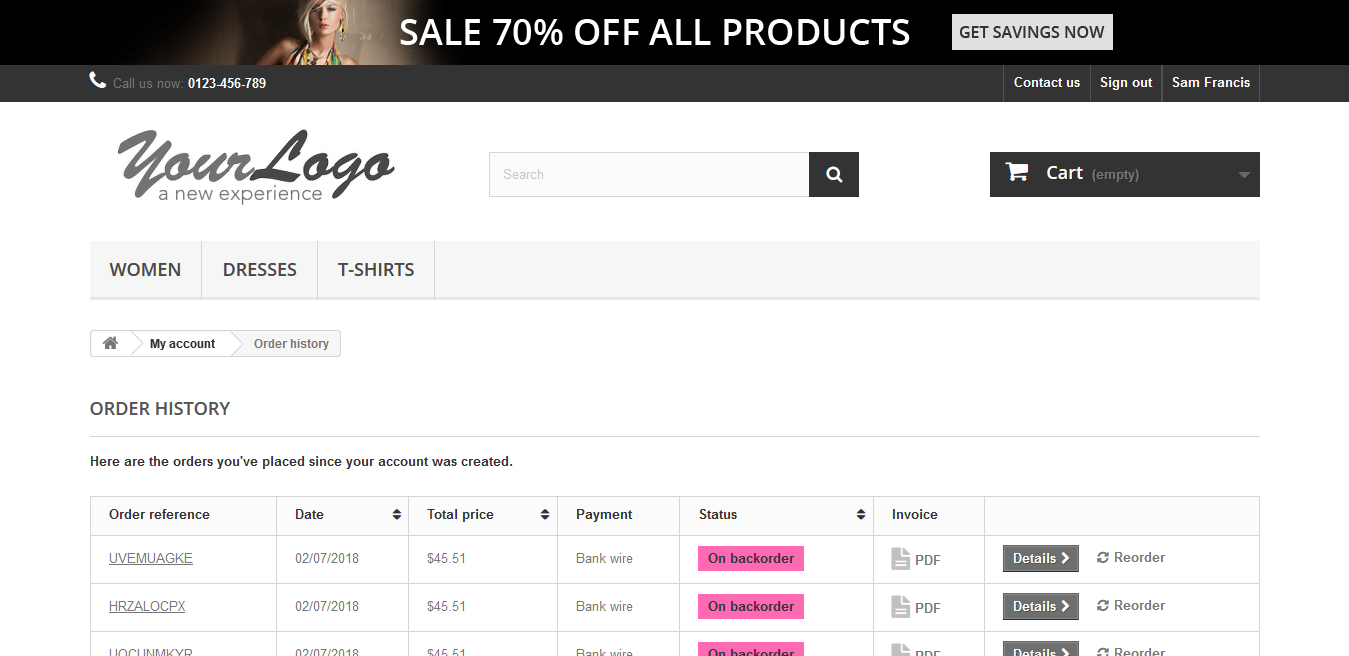 SALE 70% OFF ALL PRODUCTS GET SAVINGS NOW
Call us now: 0123-456-789 Contact us Sign out Sam Francis
YourLogo
a new experience
Search
Cart (empty)
WOMEN DRESSES T-SHIRTS
My account Order history
ORDER HISTORY
Here are the orders you've placed since your account was created.
Order reference Date Total price Payment Status Invoice
UVEMUAGKE 02/07/2018 $45.51 Bank wire On backorder PDF Details Reorder
HRZALOCPX 02/07/2018 $45.51 Bank wire On backorder PDF Details Reorder
UOCUNMKYR 02/07/2018 $45.51 Bank wire On backorder PDF Details Reorder